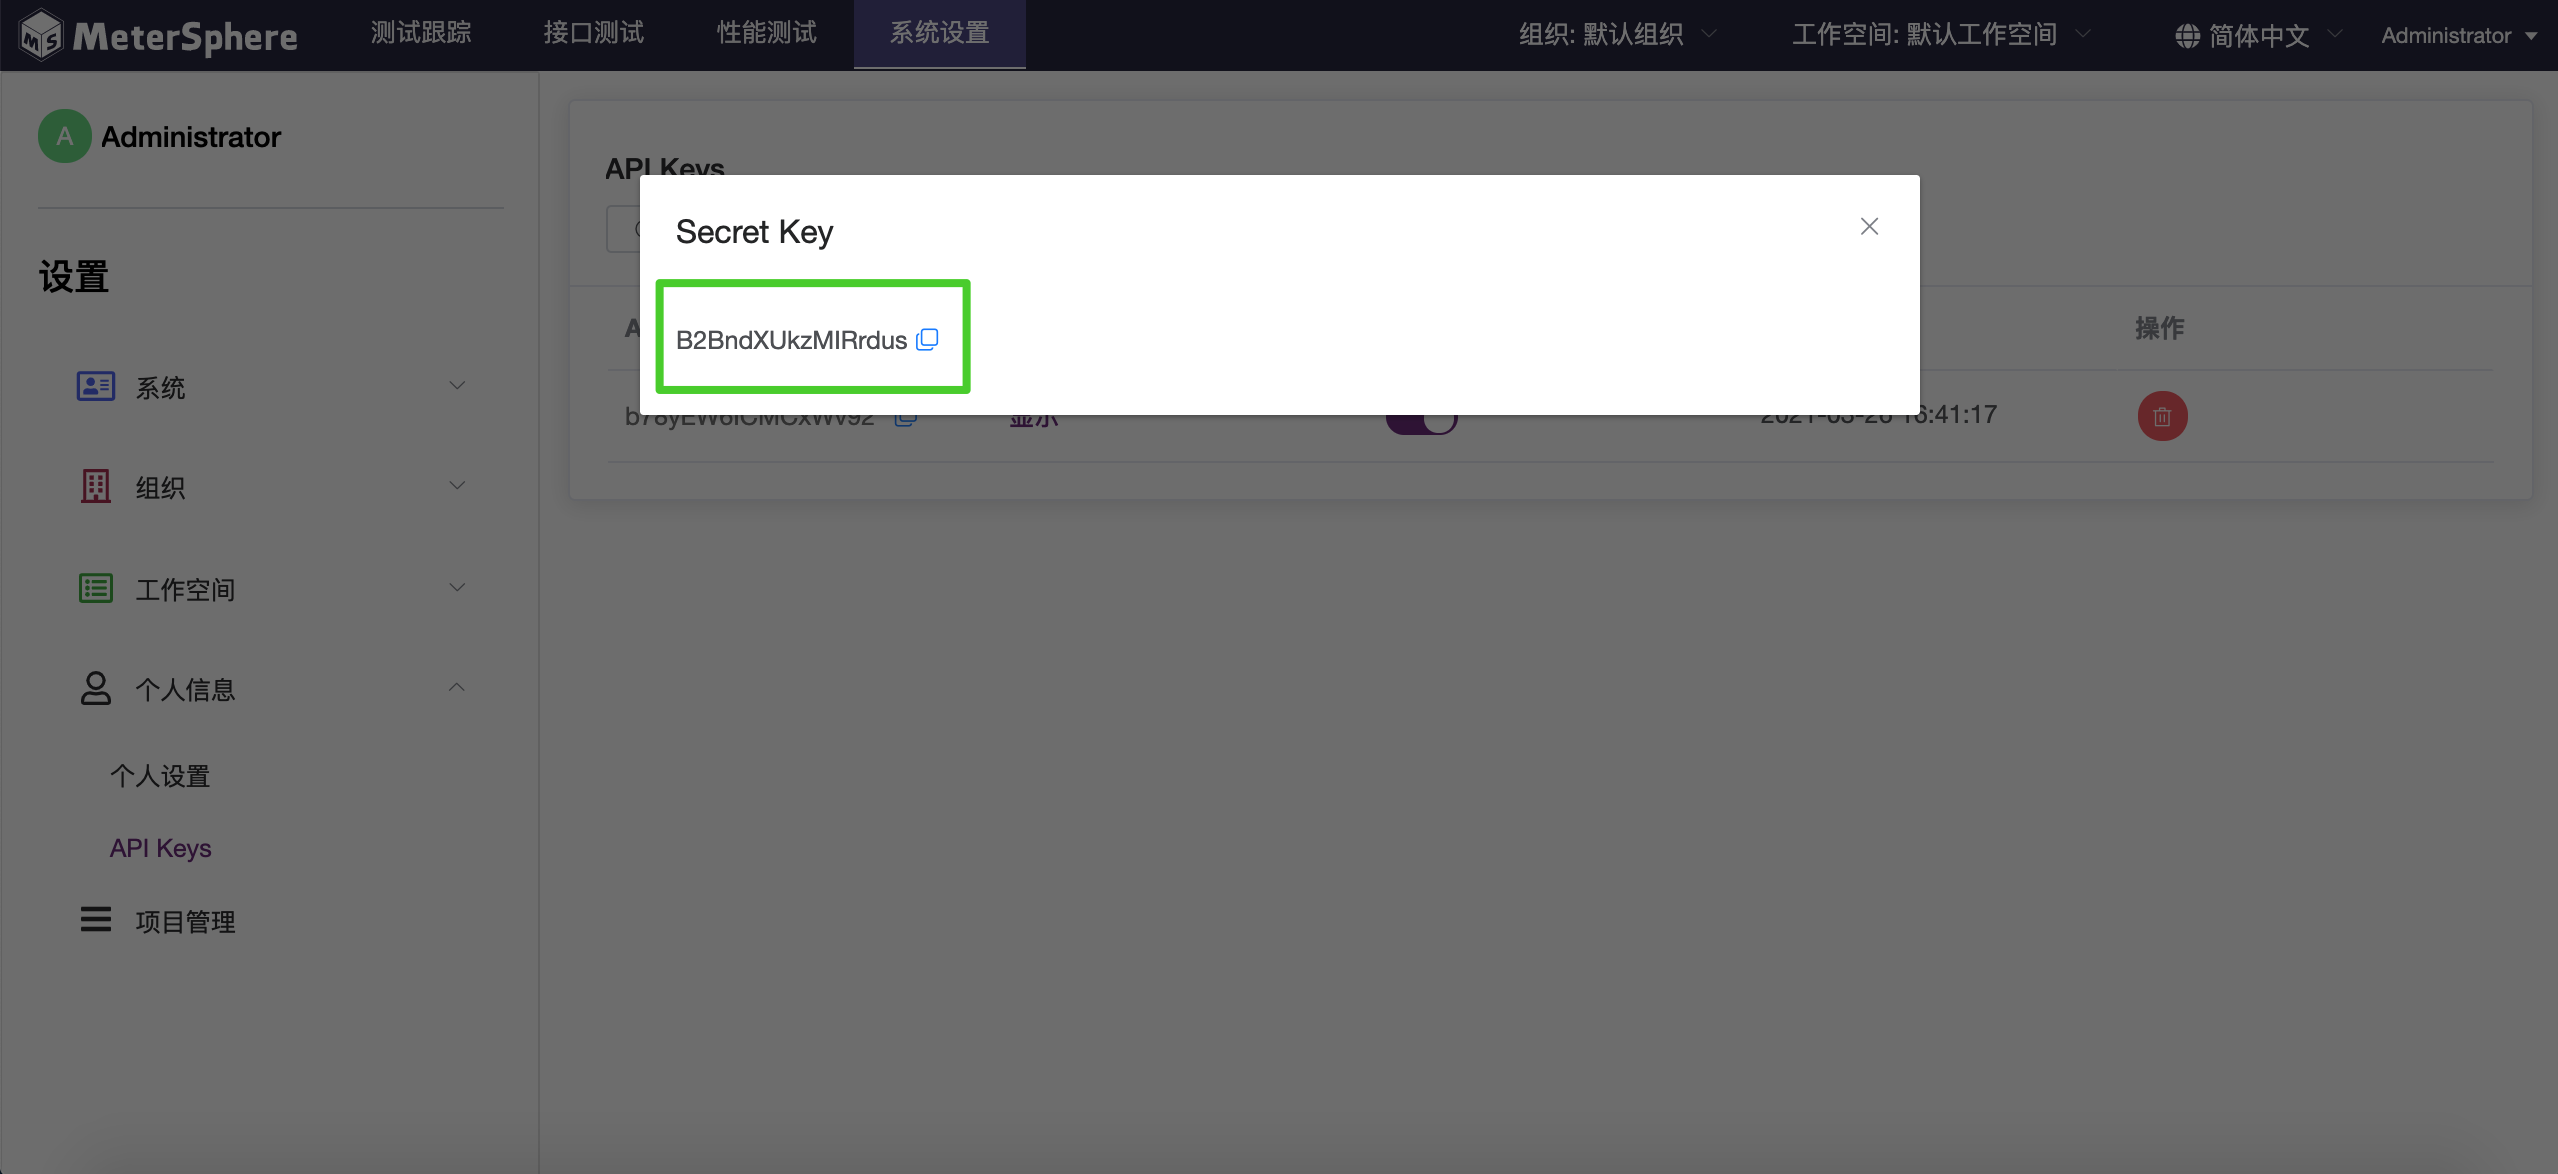 MeterSphere
测试跟踪
接口测试
性能测试
系统设置
组织: 默认组织
工作空间: 默认工作空间
简体中文
Administrator
A
Administrator
设置
系统
组织
工作空间
个人信息
个人设置
API Keys
项目管理
API Keys
Secret Key
B2BndXUkzMIRrdus
操作
显示
2021-03-26 16:41:17